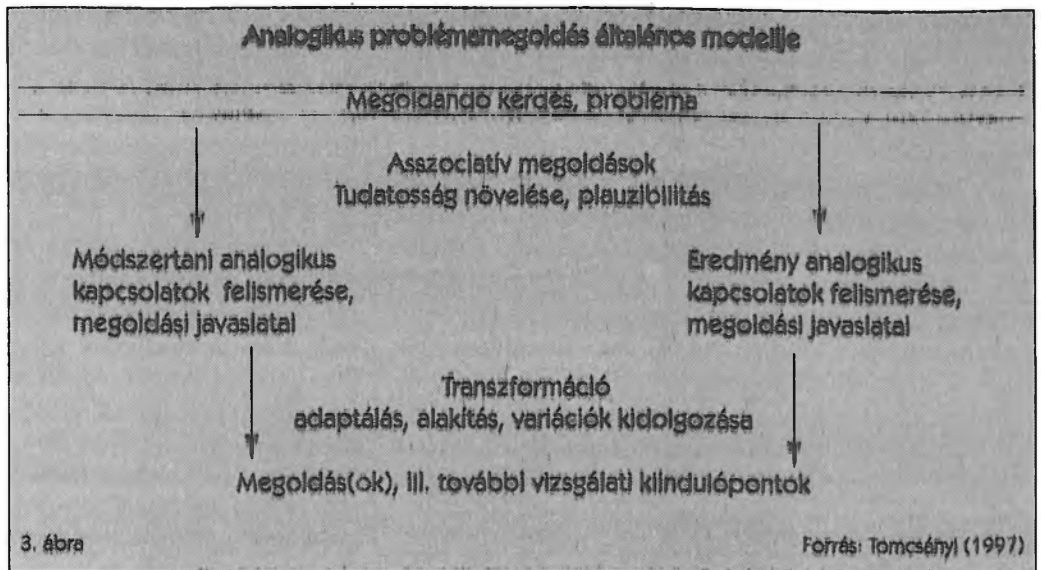 Analogikus problémamegoldás általános modellje
Megoldandó kérdés, probléma
Asszociatív megoldások
Tudatosság növelése, plauzibilitás
Módszertani analogikus
kapcsolatok felismerése,
megoldási javaslatai
Eredmény analogikus
kapcsolatok felismerése,
megoldási javaslatai
Transzformáció
adaptálás, alakítás, variációk kidolgozása
Megoldás(ok), ill. további vizsgálati kiindulópontok
3. ábra
Forrás: Tomcsányi (1997)